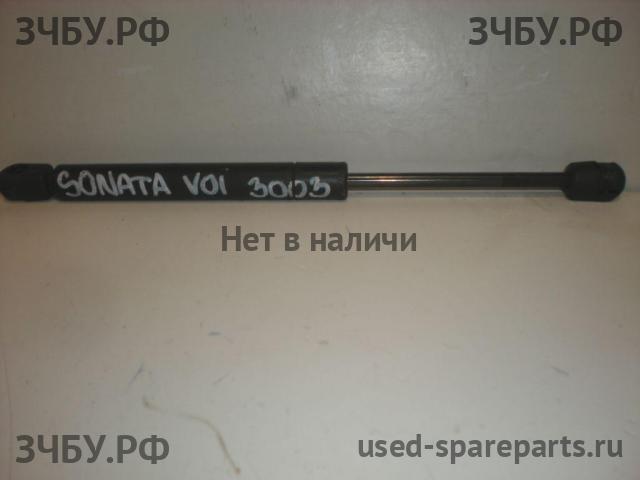 ЗЧБУ.РФ ЗЧБУ.РФ
SONATA V01 3003
Нет в наличи
ЗЧБУ.РФ used-spareparts.ru